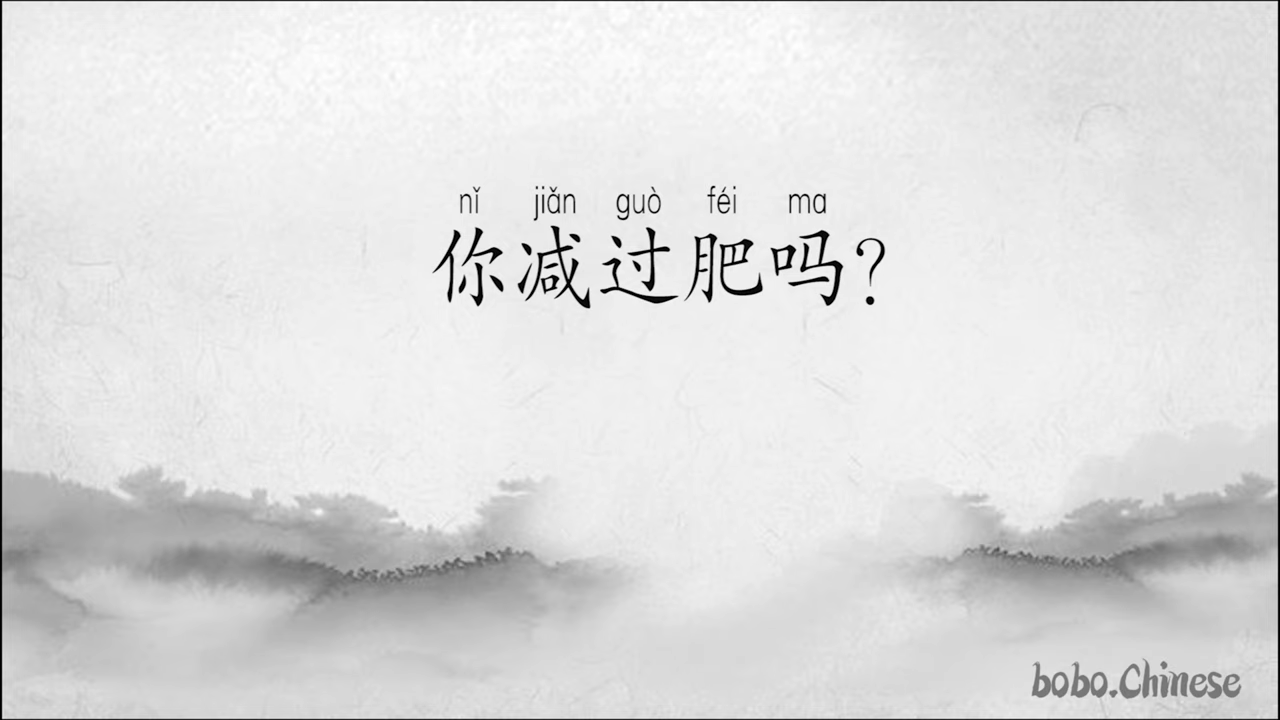 nǐ jiǎn guò féi ma
你减过肥吗?
bobo.Chinese